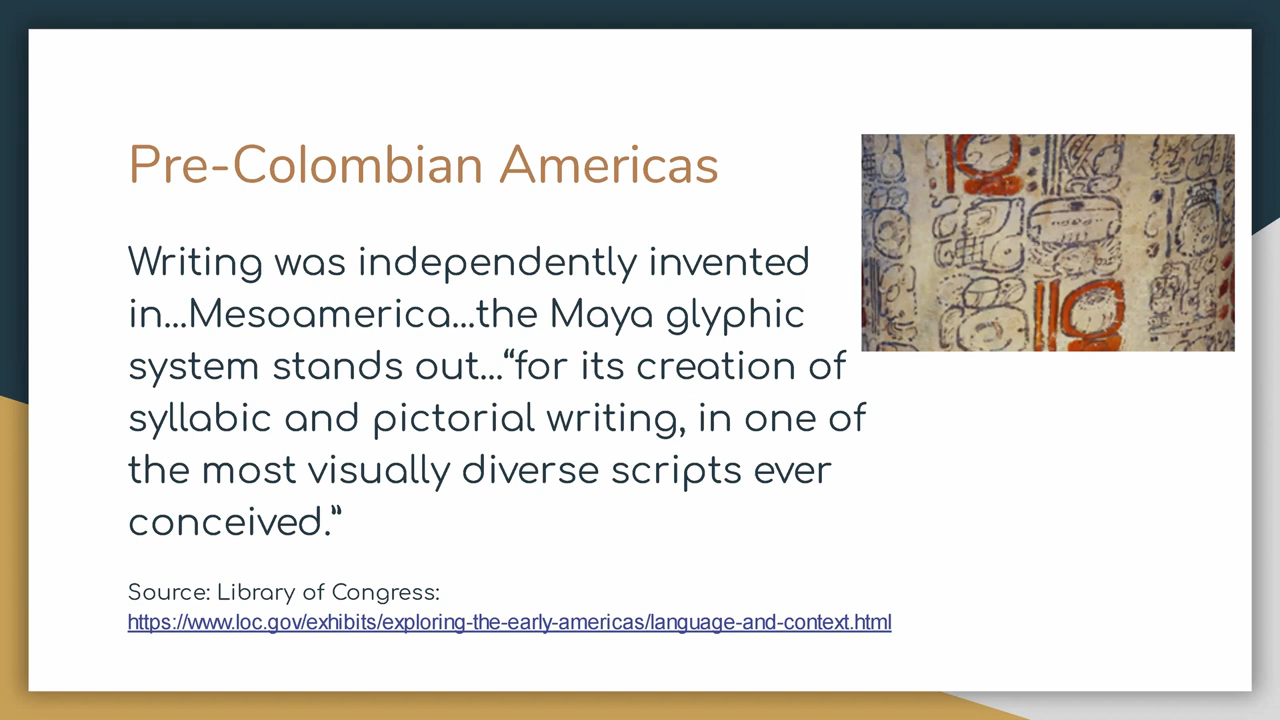 Pre-Colombian Americas
Writing was independently invented
in...Mesoamerica...the Maya glyphic
system stands out...“for its creation of
syllabic and pictorial writing, in one of
the most visually diverse scripts ever
conceived.”
Source: Library of Congress:
https://www.loc.gov/exhibits/exploring-the-early-americas/language-and-context.html